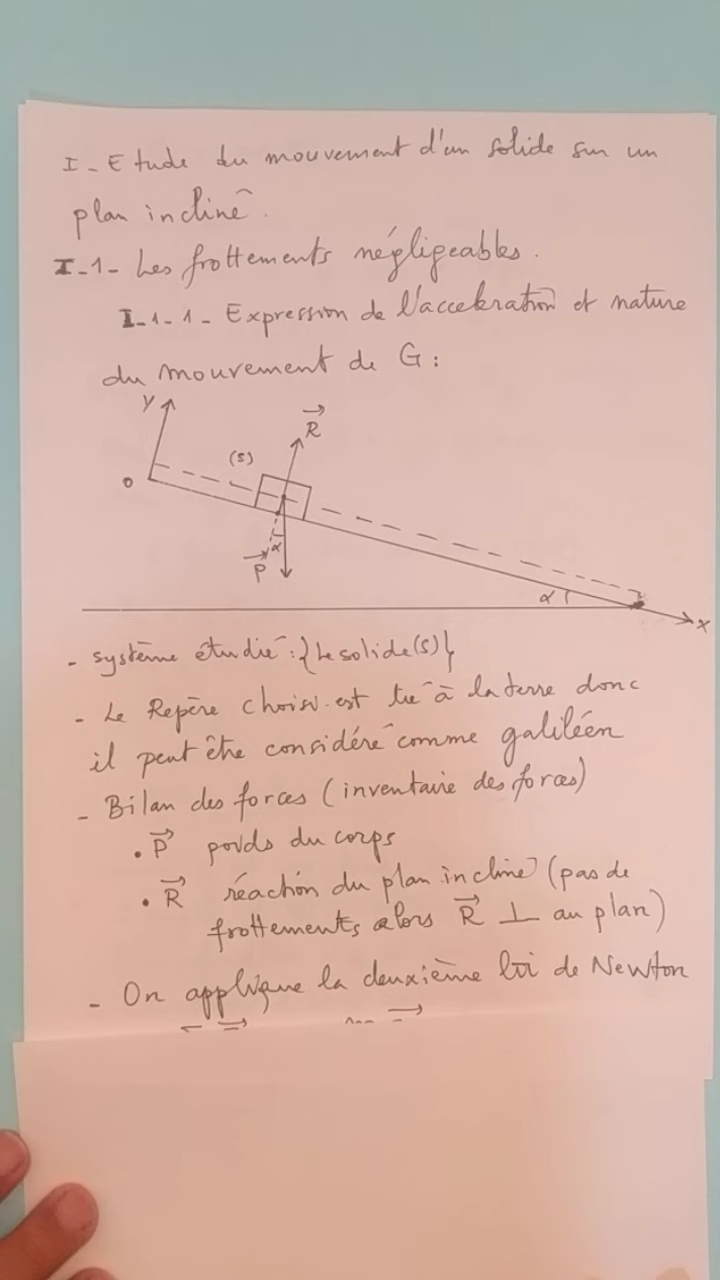 I - Etude du mouvement d'un solide sur un
plan incliné.
I-1- Les frottements négligeables.
I-1-1- Expression de l'acceleration et nature
du mouvement de G :
y
R
(s)
o
α
P
α
x
- système étudié : {le solide (s)}
- Le Repère choisi est lié à la terre donc
il peut être considéré comme galiléen
- Bilan des forces (inventaire des forces)
• P poids du corps
• R réaction du plan incliné (pas de
frottements alors R ⊥ au plan)
- On applique la deuxième loi de Newton